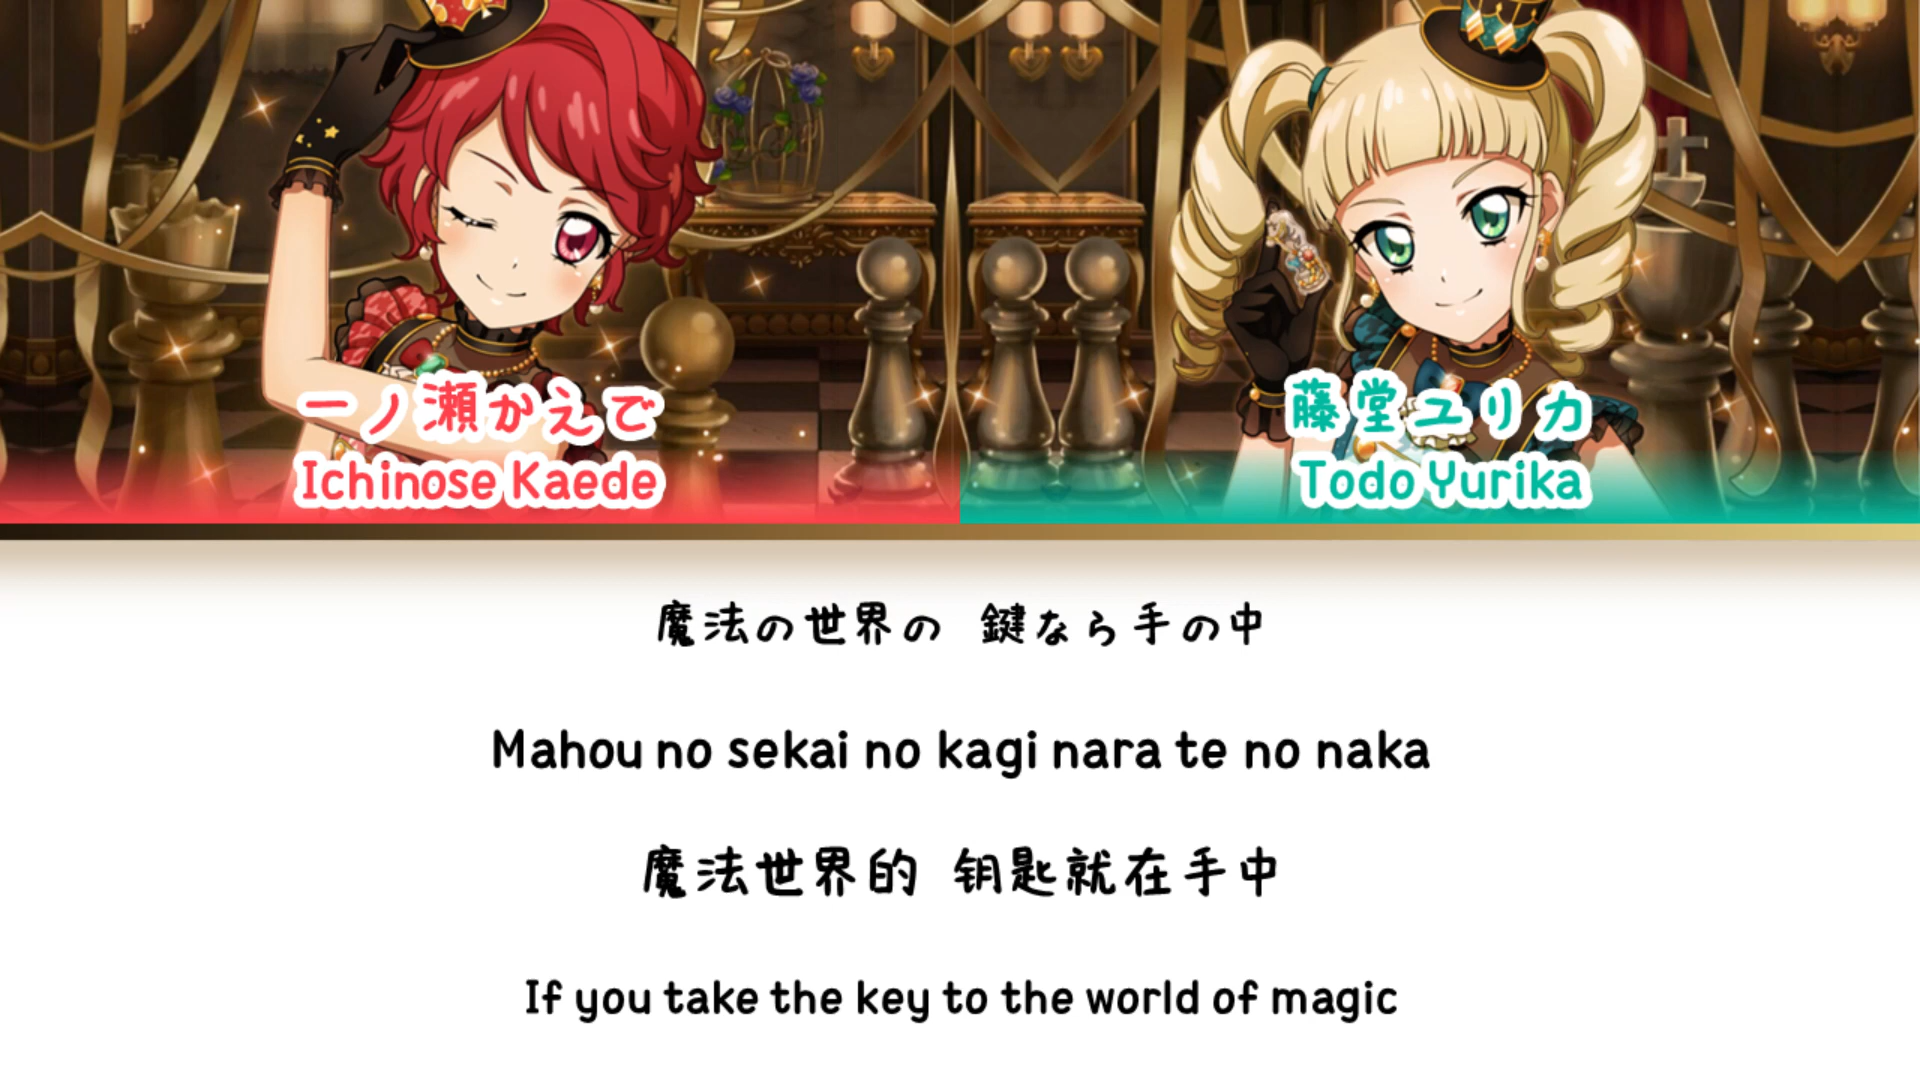 一ノ瀬かえで
Ichinose Kaede
藤堂ユリカ
Todo Yurika
魔法の世界の 鍵なら手の中
Mahou no sekai no kagi nara te no naka
魔法世界的 钥匙就在手中
If you take the key to the world of magic